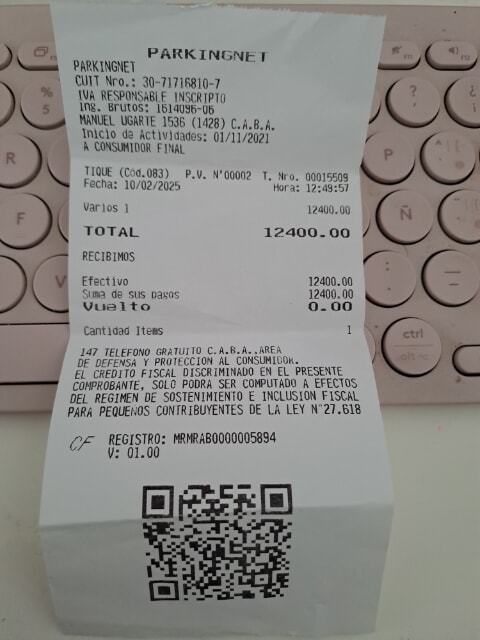 PARKINGNET
PARKINGNET
CUIT Nro.: 30-71716810-7
IVA RESPONSABLE INSCRIPTO
Ing. Brutos: 1614096-06
MANUEL UGARTE 1536 (1428) C.A.B.A.
Inicio de Actividades: 01/11/2021
A CONSUMIDOR FINAL
TIQUE (Cod.083) P.V. N°00002 T. Nro. 00015509
Fecha: 10/02/2025 Hora: 12:49:57
Varios 1 12400.00
TOTAL 12400.00
RECIBIMOS
Efectivo 12400.00
Suma de sus pagos 12400.00
Vuelto 0.00
Cantidad Items 1
147 TELEFONO GRATUITO C.A.B.A.,AREA
DE DEFENSA Y PROTECCION AL CONSUMIDOR.
EL CREDITO FISCAL DISCRIMINADO EN EL PRESENTE
COMPROBANTE, SOLO PODRA SER COMPUTADO A EFECTOS
DEL REGIMEN DE SOSTENIMIENTO E INCLUSION FISCAL
PARA PEQUENOS CONTRIBUYENTES DE LA LEY N°27.618
CF REGISTRO: MRMRAB0000005894
V: 01.00
%
5
R
F
?
P
Ñ
ctrl